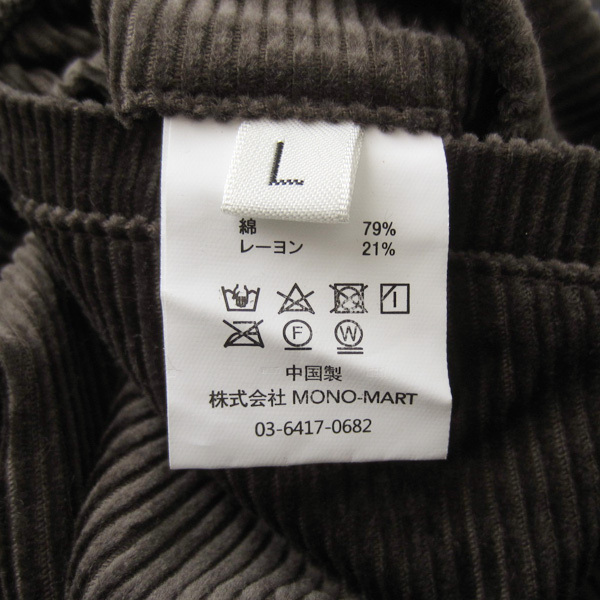 L
綿 79%
レーヨン 21%
F W
中国製
株式会社 MONO-MART
03-6417-0682